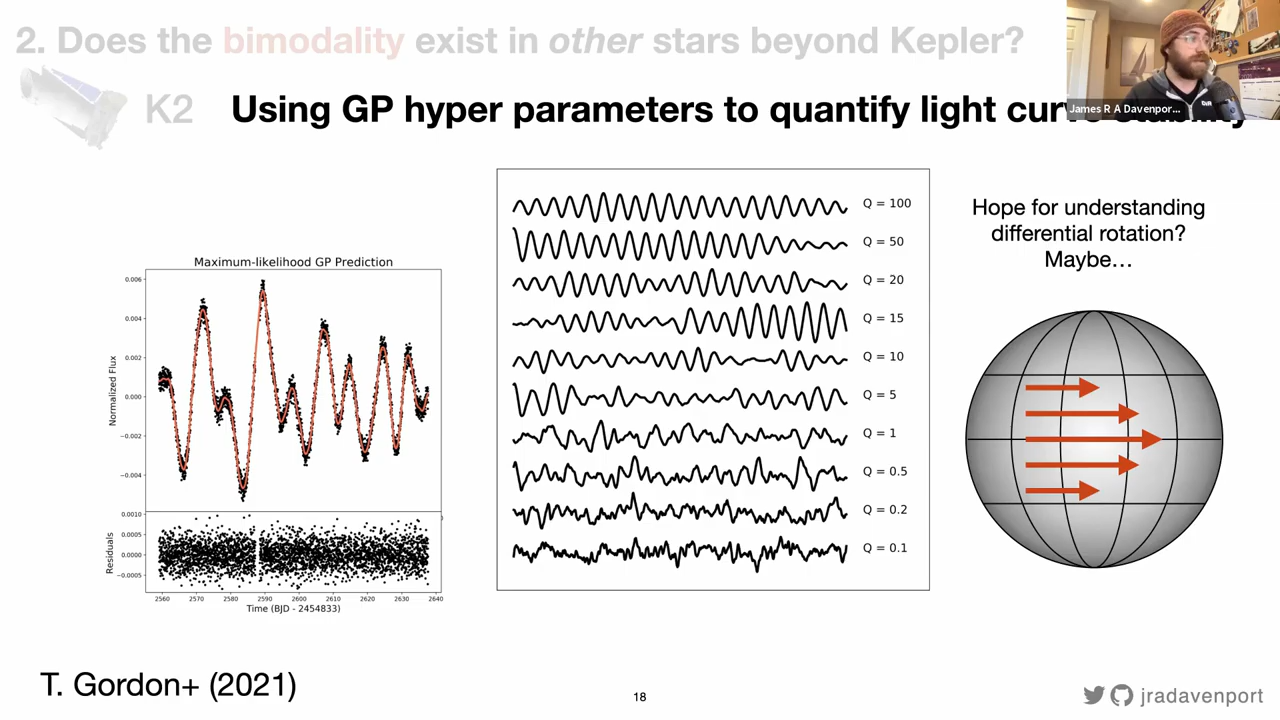 2. Does the bimodality exist in other stars beyond Kepler?
K2
Using GP hyper parameters to quantify light curve stability
James R A Davenpor...
Maximum-likelihood GP Prediction
Normalized Flux
0.006
0.004
0.002
0.000
−0.002
−0.004
Residuals
0.0010
0.0005
0.0000
−0.0005
2560 2570 2580 2590 2600 2610 2620 2630 2640
Time (BJD - 2454833)
Q = 100
Q = 50
Q = 20
Q = 15
Q = 10
Q = 5
Q = 1
Q = 0.5
Q = 0.2
Q = 0.1
Hope for understanding
differential rotation?
Maybe…
T. Gordon+ (2021)
18
jradavenport